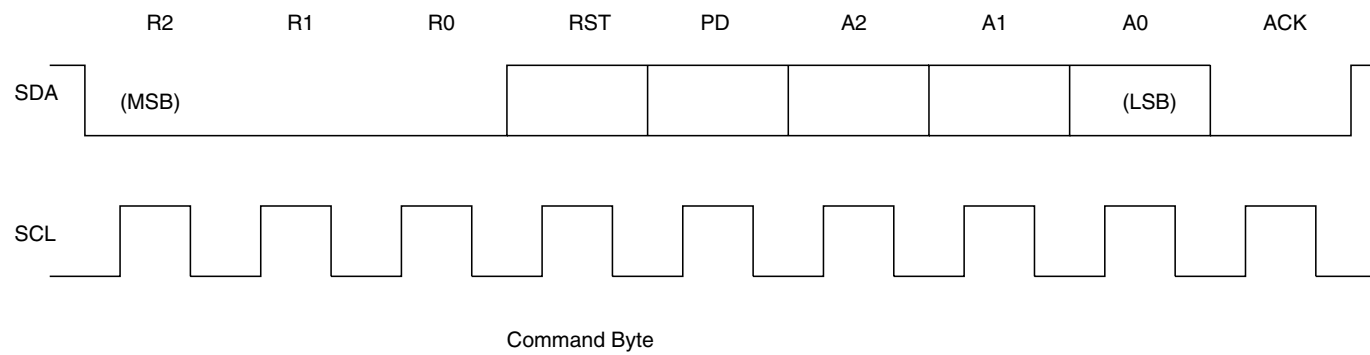 R2 R1 R0 RST PD A2 A1 A0 ACK
SDA (MSB) (LSB)
SCL
Command Byte